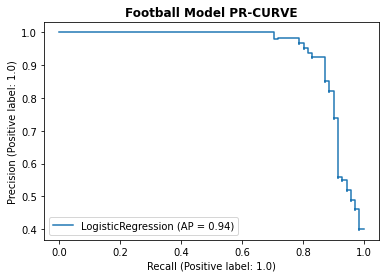 Football Model PR-CURVE
Precision (Positive label: 1.0)
1.0
0.9
0.8
0.7
0.6
0.5
0.4
LogisticRegression (AP = 0.94)
0.0 0.2 0.4 0.6 0.8 1.0
Recall (Positive label: 1.0)